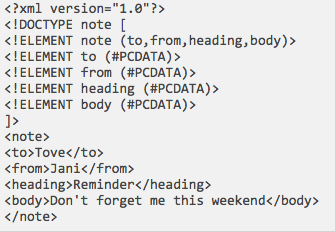 <?xml version="1.0"?>
<!DOCTYPE note [
<!ELEMENT note (to,from,heading,body)>
<!ELEMENT to (#PCDATA)>
<!ELEMENT from (#PCDATA)>
<!ELEMENT heading (#PCDATA)>
<!ELEMENT body (#PCDATA)>
]>
<note>
<to>Tove</to>
<from>Jani</from>
<heading>Reminder</heading>
<body>Don't forget me this weekend</body>
</note>